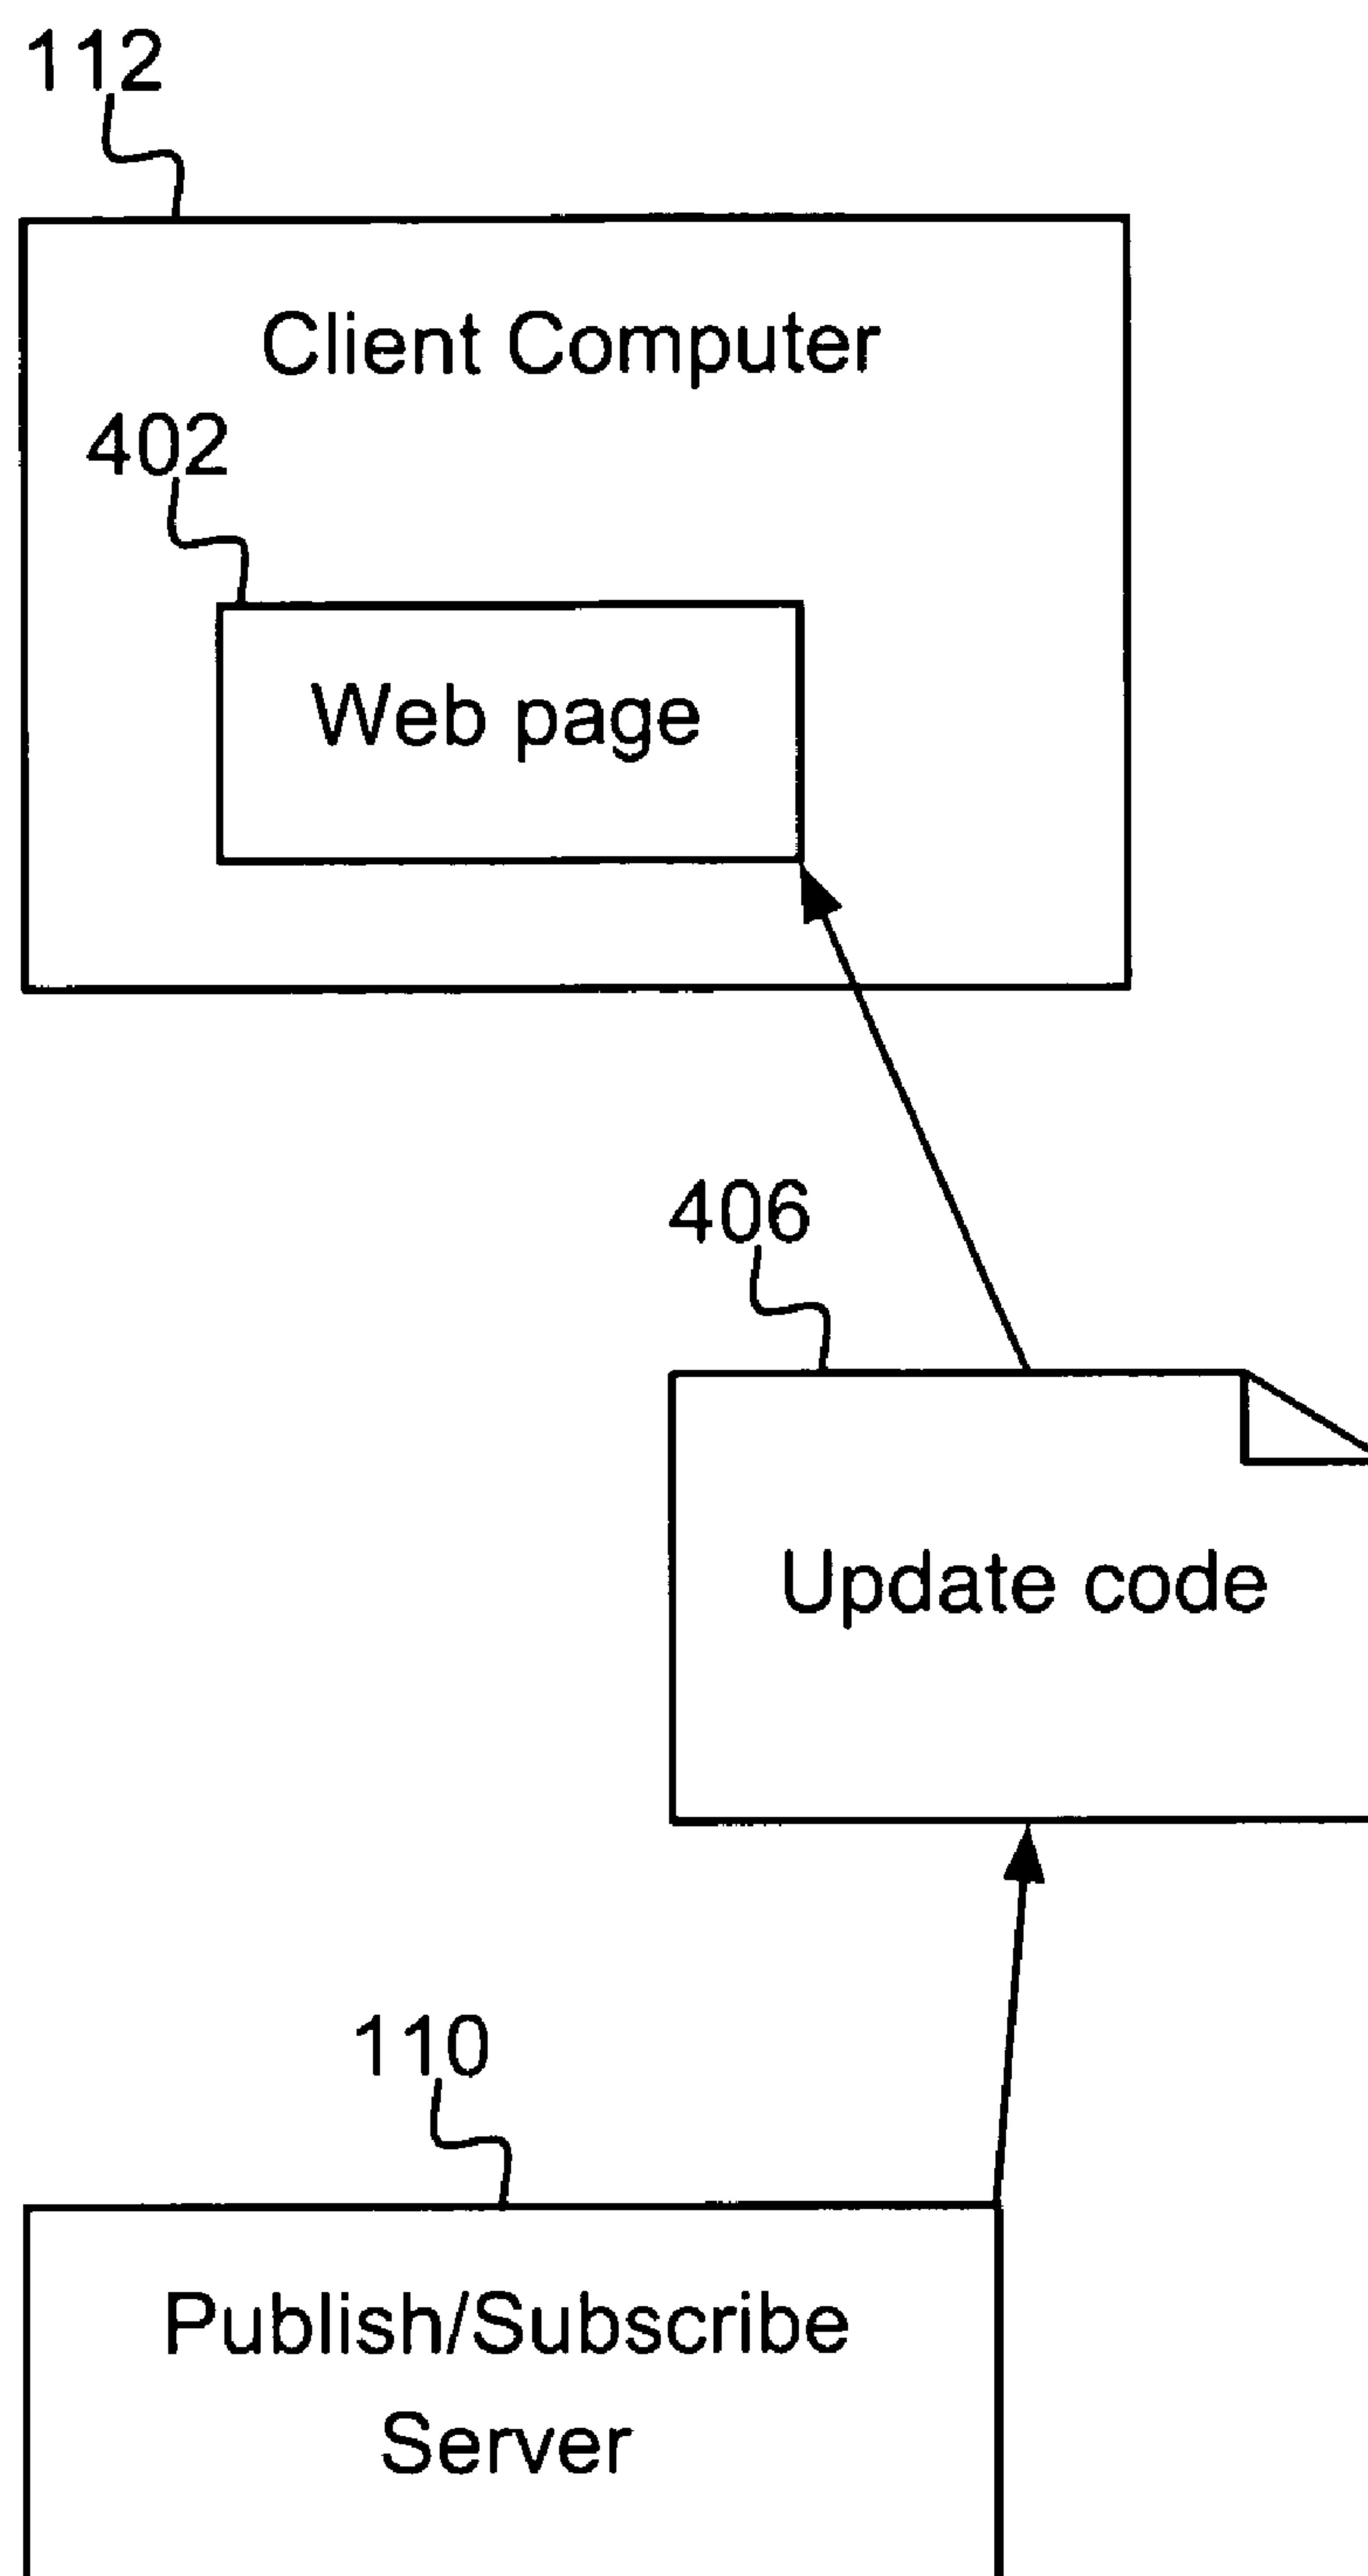 112
Client Computer
402
Web page
406
Update code
110
Publish/Subscribe
Server